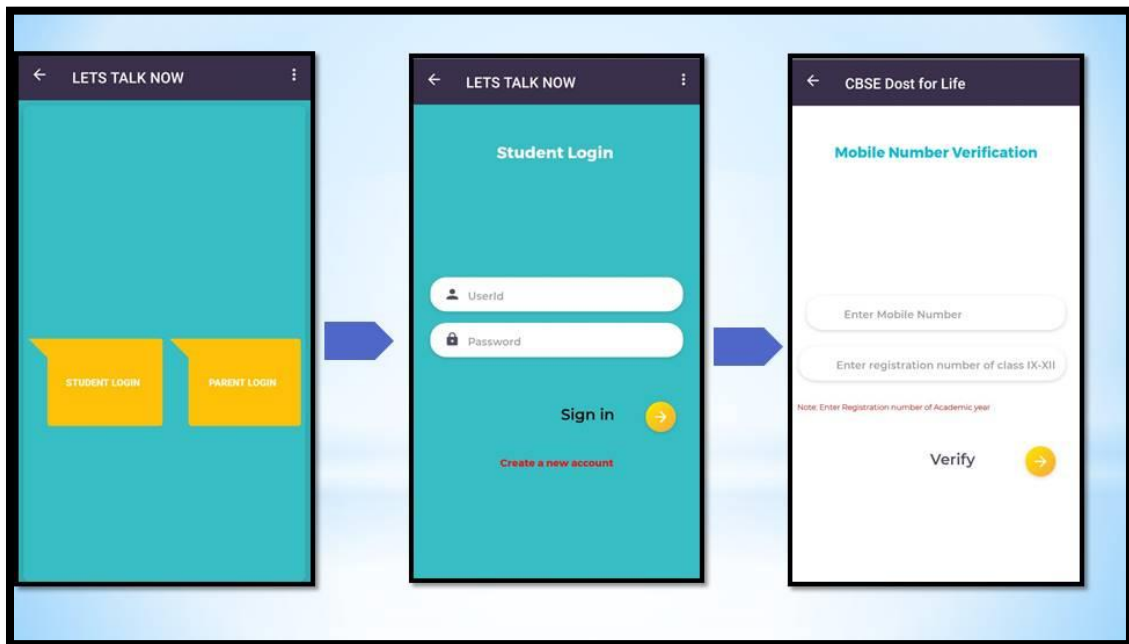 LETS TALK NOW
STUDENT LOGIN
PARENT LOGIN
LETS TALK NOW
Student Login
UserId
Password
Sign in
Create a new account
CBSE Dost for Life
Mobile Number Verification
Enter Mobile Number
Enter registration number of class IX-XII
Note: Enter Registration number of Academic year
Verify